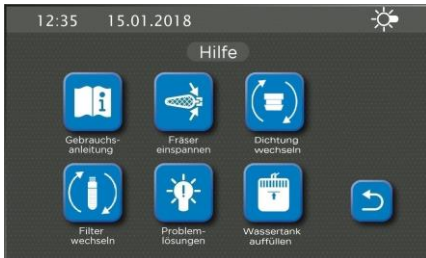 12:35 15.01.2018
Hilfe
Gebrauchs-
anleitung
Fräser
einspannen
Dichtung
wechseln
Filter
wechseln
Problem-
lösungen
Wassertank
auffüllen